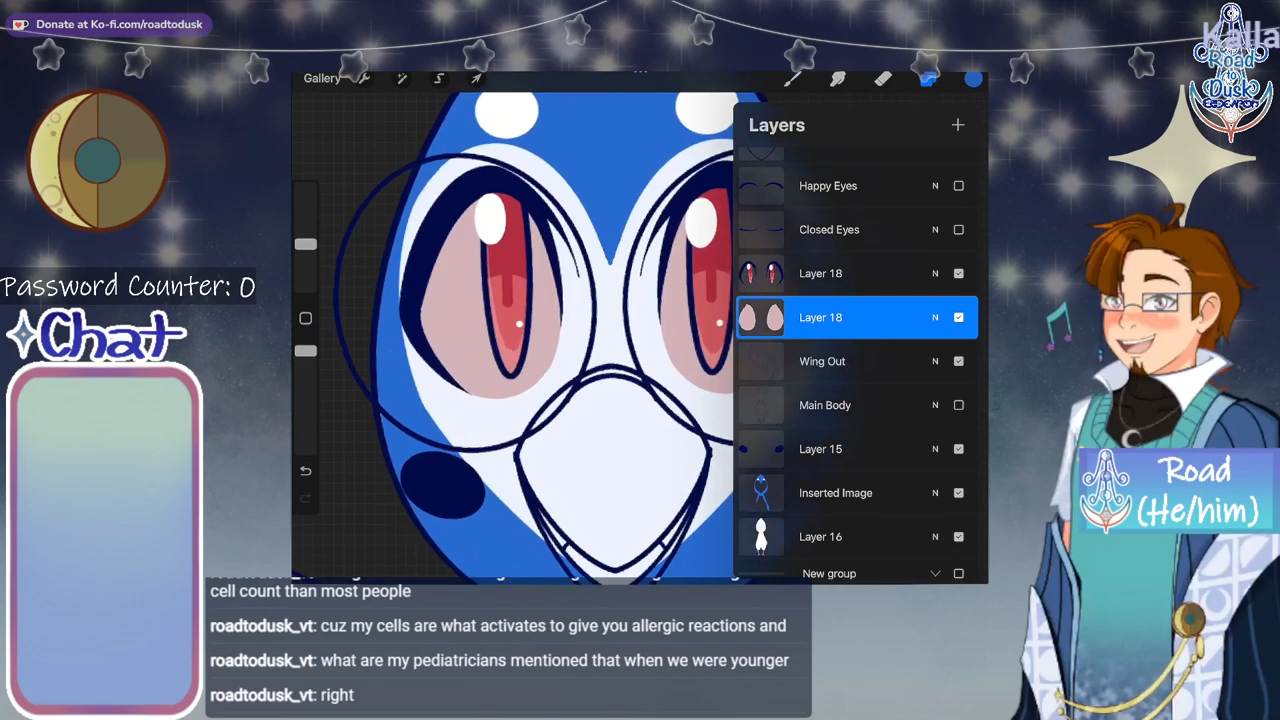 Donate at Ko-fi.com/roadtodusk
Kalla
Road
to
Dusk
Gallery
Layers
Happy Eyes N
Closed Eyes N
Layer 18 N
Layer 18 N
Wing Out N
Main Body N
Layer 15 N
Inserted Image N
Layer 16 N
New group
Password Counter: 0
Chat
Road
(He/him)
cell count than most people
roadtodusk_vt: cuz my cells are what activates to give you allergic reactions and
roadtodusk_vt: what are my pediatricians mentioned that when we were younger
roadtodusk_vt: right